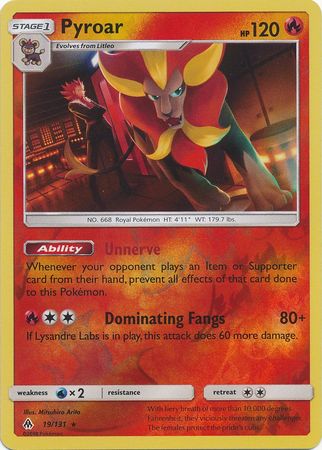 STAGE 1
Pyroar
HP 120
Evolves from Litleo
NO. 668 Royal Pokémon HT: 4'11" WT: 179.7 lbs.
Ability Unnerve
Whenever your opponent plays an Item or Supporter
card from their hand, prevent all effects of that card done
to this Pokémon.
Dominating Fangs 80+
If Lysandre Labs is in play, this attack does 60 more damage.
weakness ×2 resistance retreat
Illus. Mitsuhiro Arita
19/131 ★
©2018 Pokémon
With fiery breath of more than 10,000 degrees
Fahrenheit, they viciously threaten any challenger.
The females protect the pride's cubs.